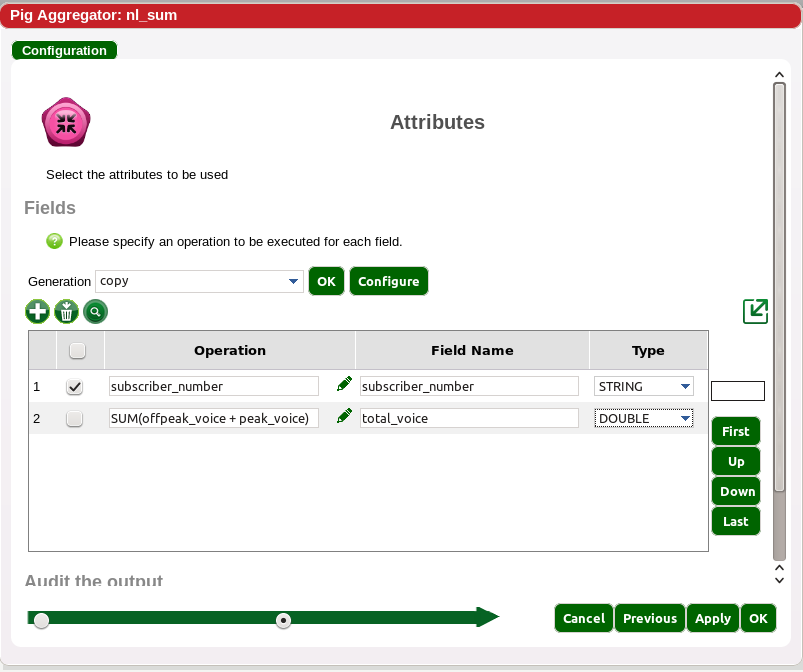 Pig Aggregator: nl_sum
Configuration
Attributes
Select the attributes to be used
Fields
? Please specify an operation to be executed for each field.
Generation copy OK Configure
Operation Field Name Type
1 subscriber_number subscriber_number STRING
2 SUM(offpeak_voice + peak_voice) total_voice DOUBLE
First
Up
Down
Last
Audit the output
Cancel Previous Apply OK